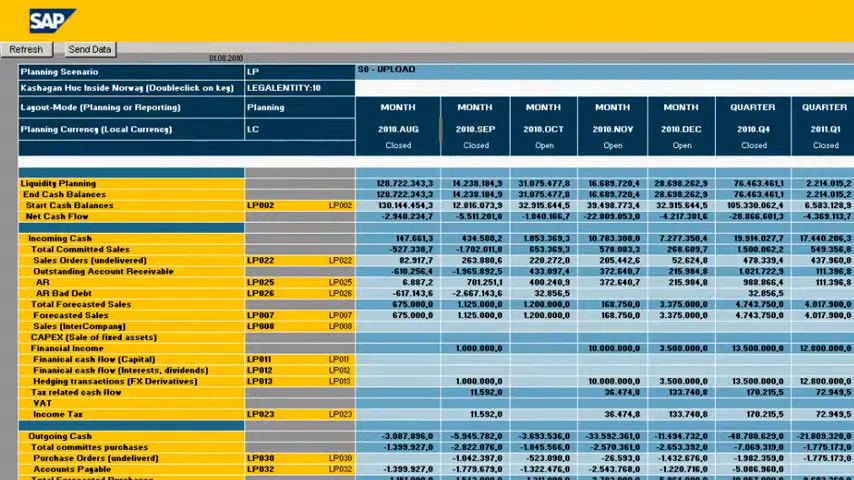 SAP
Refresh Send Data
01.08.2010
Planning Scenario LP S0 - UPLOAD
Kashagan Huc Inside Norway (Doubleclick on key) LEGALENTITY:10
Layout-Mode (Planning or Reporting) Planning MONTH MONTH MONTH MONTH MONTH QUARTER QUARTER
Planning Currency (Local Currency) LC 2010.AUG 2010.SEP 2010.OCT 2010.NOV 2010.DEC 2010.Q4 2011.Q1
Closed Closed Open Open Open Closed Closed
Liquidity Planning 128.722.343,3 14.238.184,9 31.075.477,8 16.689.720,4 28.698.262,9 76.463.461,1 2.214.015,2
End Cash Balances 128.722.343,3 14.238.184,9 31.075.477,8 16.689.720,4 28.698.262,9 76.463.461,1 2.214.015,2
Start Cash Balances LP002 LP002 130.144.454,3 12.816.073,9 32.915.644,5 39.498.773,4 32.915.644,5 105.330.062,4 6.583.128,9
Net Cash Flow -2.940.234,7 -5.511.201,8 -1.840.166,7 -22.809.053,0 -4.217.381,6 -28.866.601,3 -4.369.113,7
Incoming Cash 147.661,3 434.580,2 1.853.369,3 10.783.008,3 7.277.350,4 19.914.027,7 17.440.206,3
Total Committed Sales -527.338,7 -1.702.011,8 653.369,3 578.083,3 268.609,7 1.500.062,2 549.356,8
Sales Orders (undelivered) LP022 LP022 82.917,7 263.880,6 220.272,0 205.442,6 52.624,8 478.339,4 437.960,0
Outstanding Account Receivable -610.256,4 -1.965.892,5 433.097,4 372.640,7 215.984,8 1.021.722,9 111.396,8
AR LP025 LP025 6.887,2 701.251,1 400.240,9 372.640,7 215.984,8 988.866,4 111.396,8
AR Bad Debt LP026 LP026 -617.143,6 -2.667.143,6 32.856,5 32.856,5
Total Forecasted Sales 675.000,0 1.125.000,0 1.200.000,0 168.750,0 3.375.000,0 4.743.750,0 4.017.900,0
Forecasted Sales LP007 LP007 675.000,0 1.125.000,0 1.200.000,0 168.750,0 3.375.000,0 4.743.750,0 4.017.900,0
Sales (InterCompany) LP008 LP008
CAPEX (Sale of fixed assets)
Financial Income 1.000.000,0 10.000.000,0 3.500.000,0 13.500.000,0 12.800.000,0
Finanical cash flow (Capital) LP011 LP011
Finanical cash flow (Interests, dividends) LP012 LP012
Hedging transactions (FX Derivatives) LP013 LP013 1.000.000,0 10.000.000,0 3.500.000,0 13.500.000,0 12.800.000,0
Tax related cash flow 11.592,0 36.474,8 133.740,8 170.215,5 72.949,5
VAT
Income Tax LP023 LP023 11.592,0 36.474,8 133.740,8 170.215,5 72.949,5
Outgoing Cash -3.087.896,0 -5.945.782,0 -3.693.536,0 -33.592.361,0 -11.494.732,0 -48.780.629,0 -21.809.320,0
Total committes purchases -1.399.927,0 -2.822.076,0 -1.845.566,0 -2.570.361,0 -2.653.392,0 -7.069.319,0 -1.775.155,0
Purchase Orders (undeliverd) LP030 LP030 -1.042.397,0 -523.090,0 -26.593,0 -1.432.676,0 -1.982.359,0 -1.775.155,0
Accounts Payable LP032 LP032 -1.399.927,0 -1.779.679,0 -1.322.476,0 -2.543.768,0 -1.220.716,0 -5.086.960,0